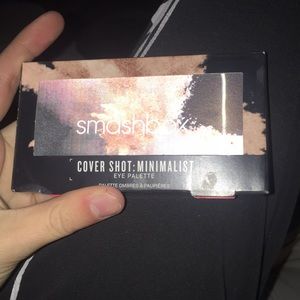 smashbox
COVER SHOT: MINIMALIST
EYE PALETTE
PALETTE OMBRES À PAUPIÈRES